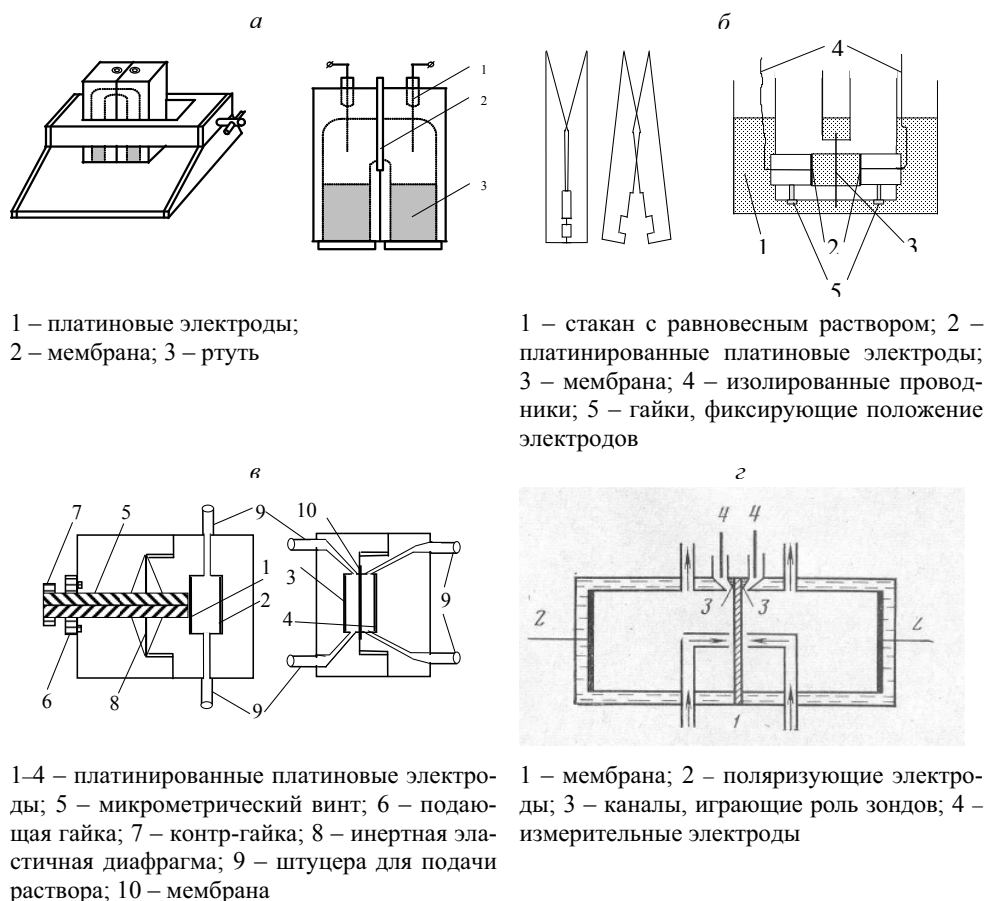 а
1
2
3
1 – платиновые электроды;
2 – мембрана; 3 – ртуть
б
4
1
2
3
5
1 – стакан с равновесным раствором; 2 –
платинированные платиновые электроды;
3 – мембрана; 4 – изолированные провод-
ники; 5 – гайки, фиксирующие положение
электродов
в
7
5
9
10
1
2
3
4
9
6
8
9
1–4 – платинированные платиновые электро-
ды; 5 – микрометрический винт; 6 – подаю-
щая гайка; 7 – контр-гайка; 8 – инертная эла-
стичная диафрагма; 9 – штуцера для подачи
раствора; 10 – мембрана
г
4 4
3 3
2 2
1
1 – мембрана; 2 – поляризующие электро-
ды; 3 – каналы, играющие роль зондов; 4 –
измерительные электроды